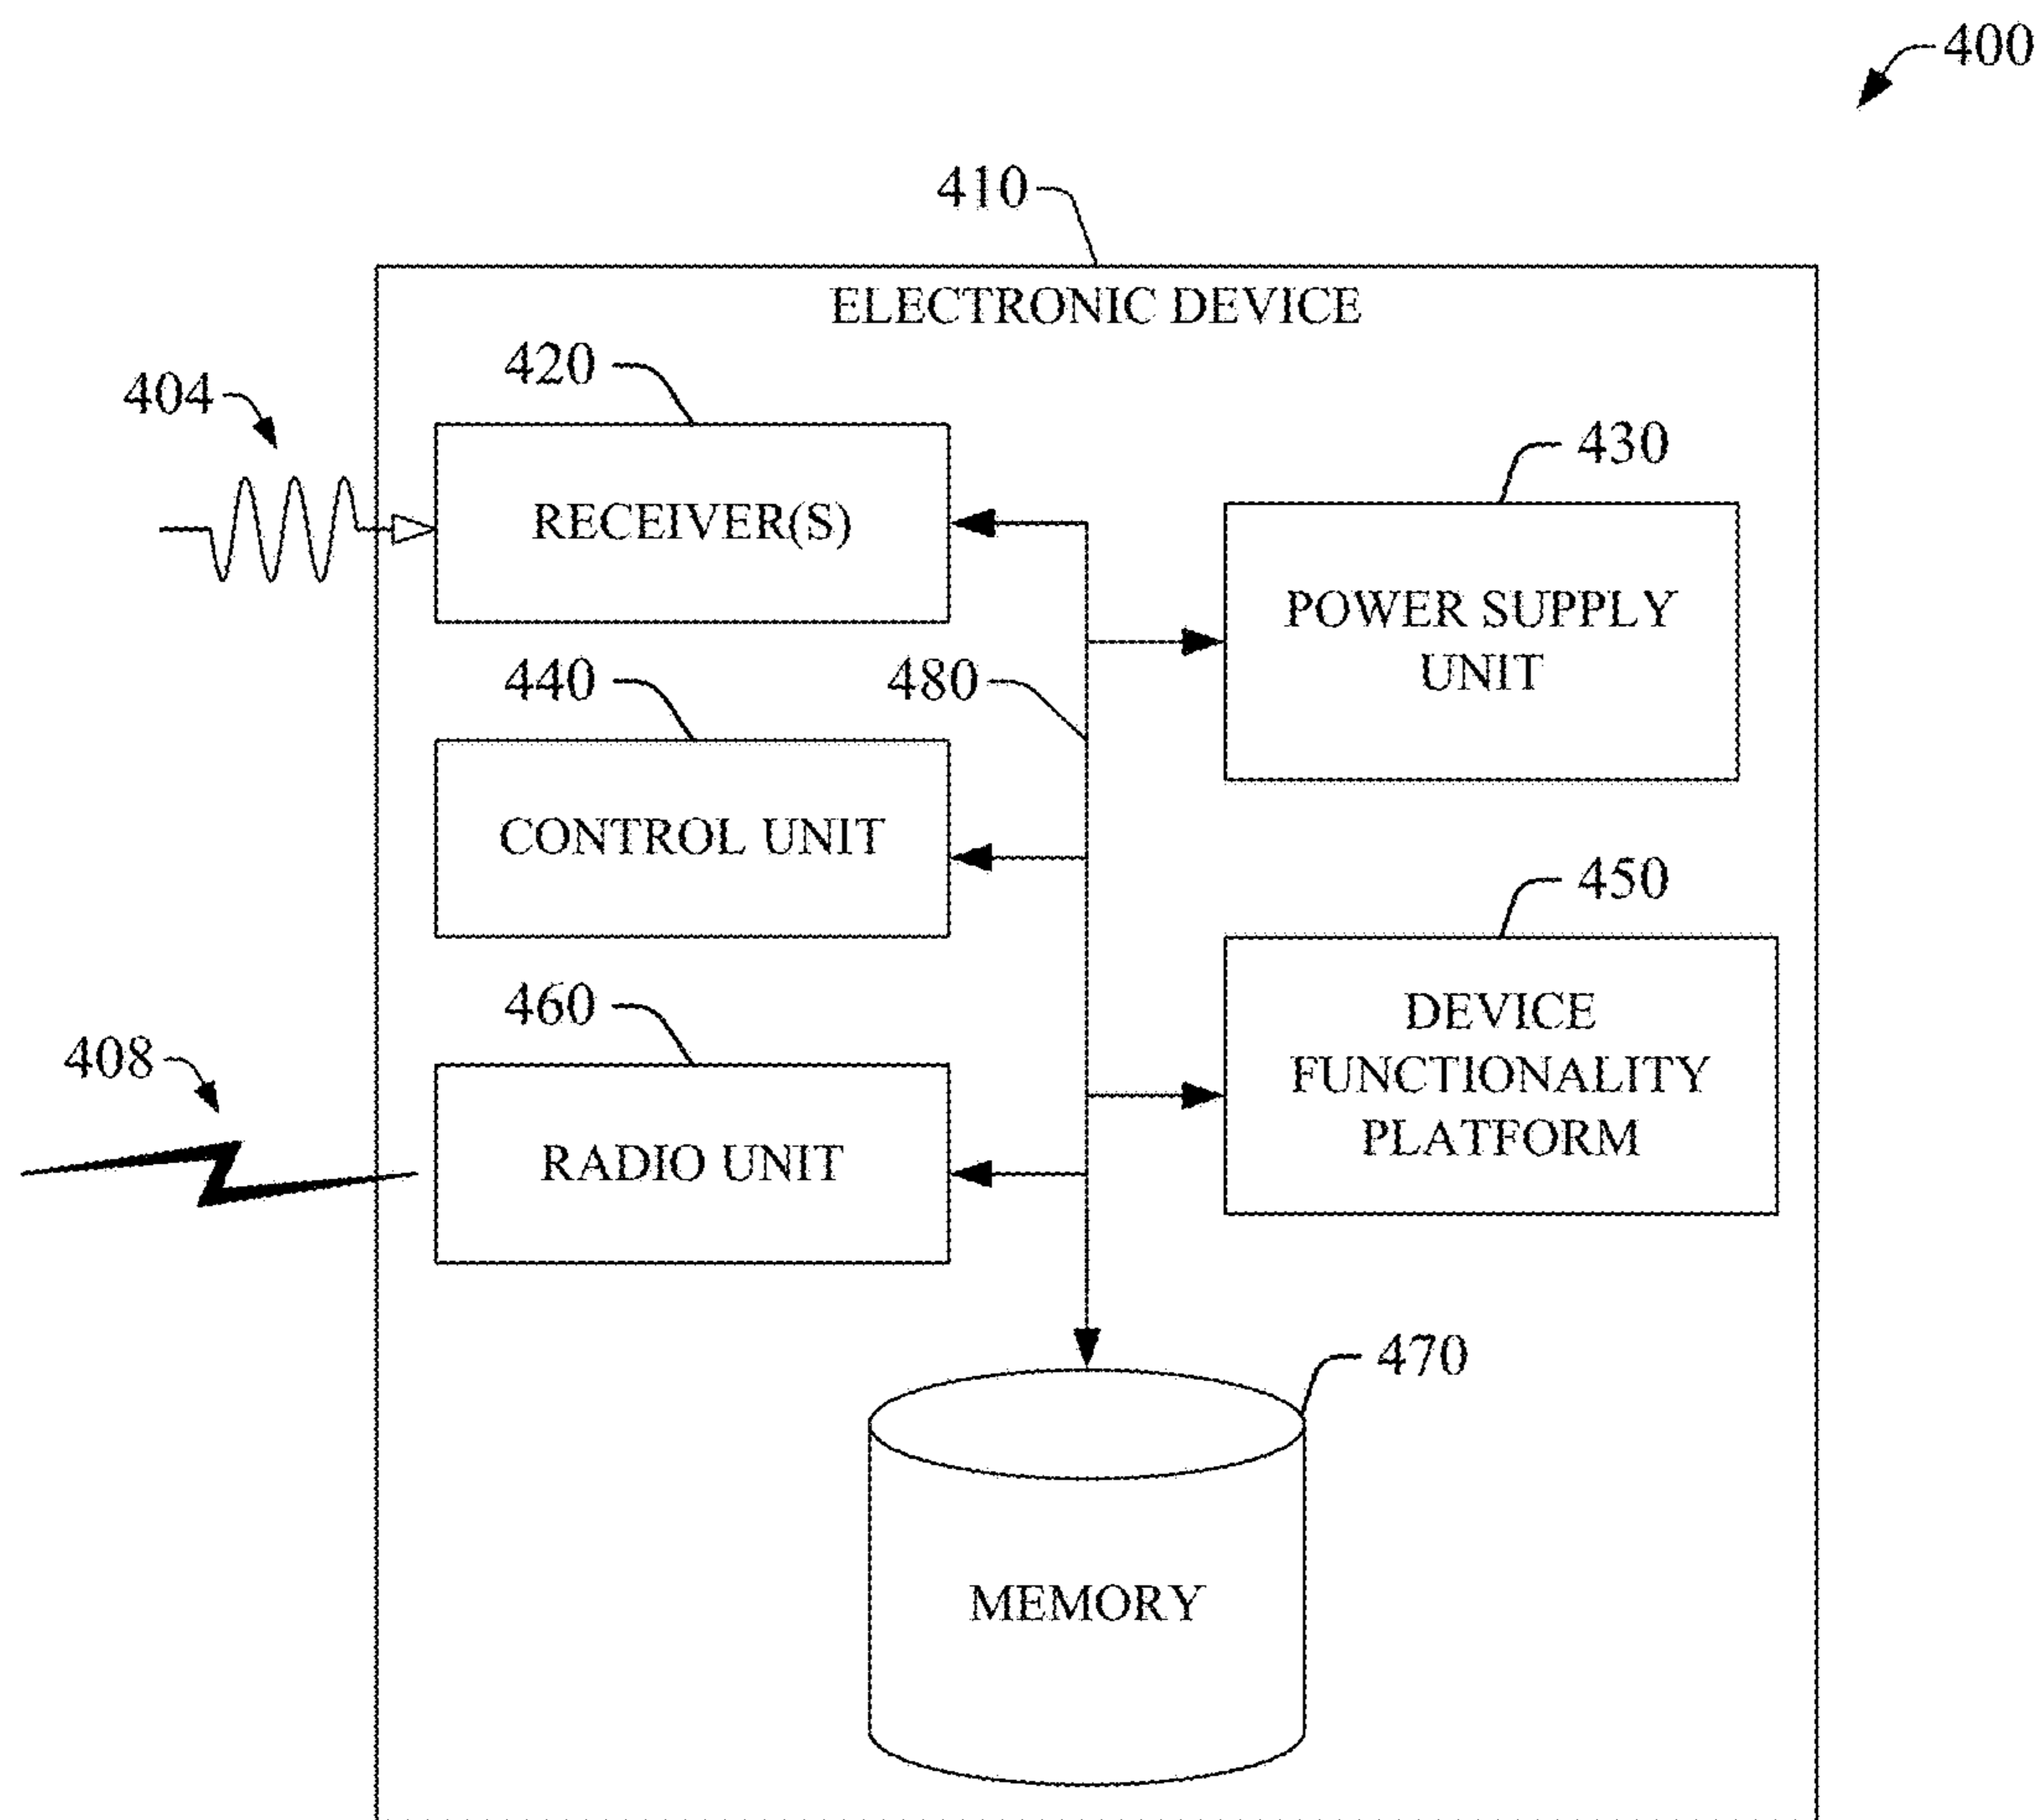 400
410
ELECTRONIC DEVICE
420
404
430
RECEIVER(S)
POWER SUPPLY
UNIT
440
480
CONTROL UNIT
450
DEVICE
FUNCTIONALITY
PLATFORM
460
408
RADIO UNIT
470
MEMORY